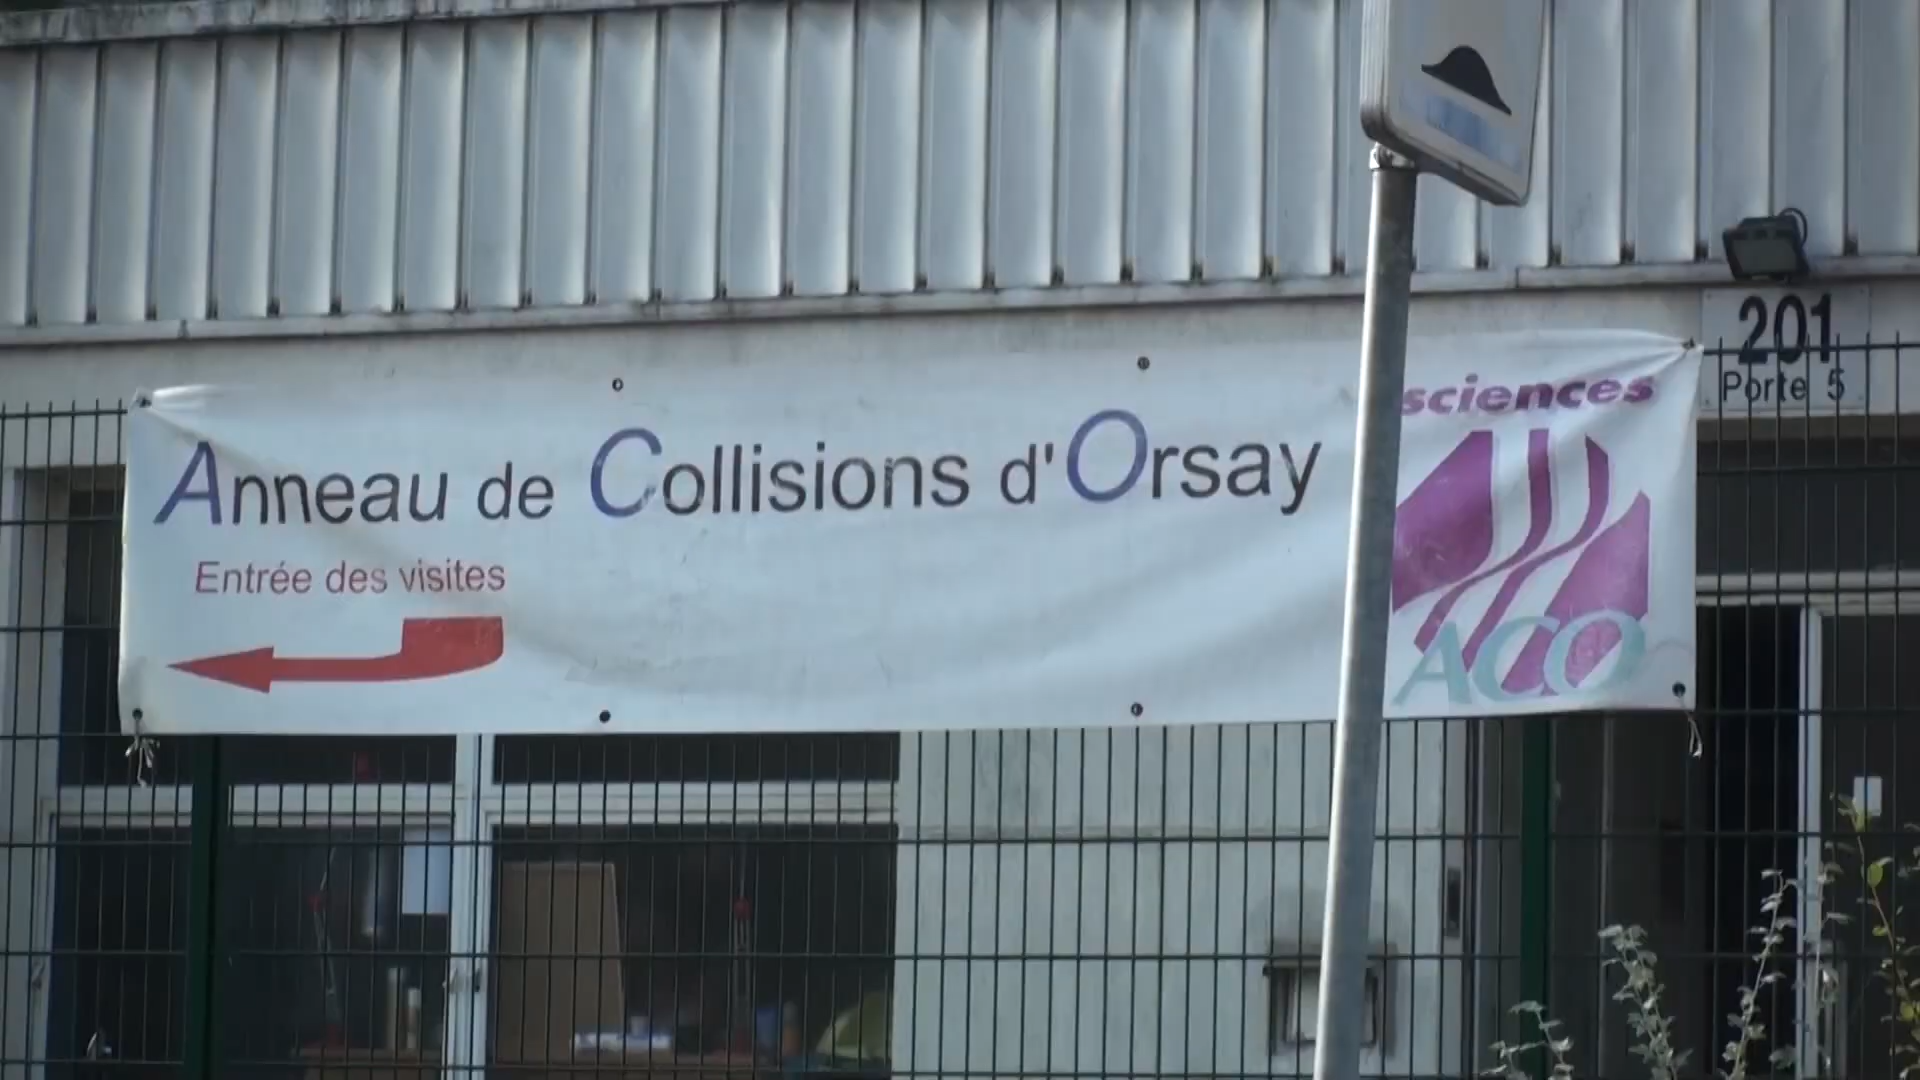 201
Porte 5
sciences
Anneau de Collisions d'Orsay
Entrée des visites
ACO